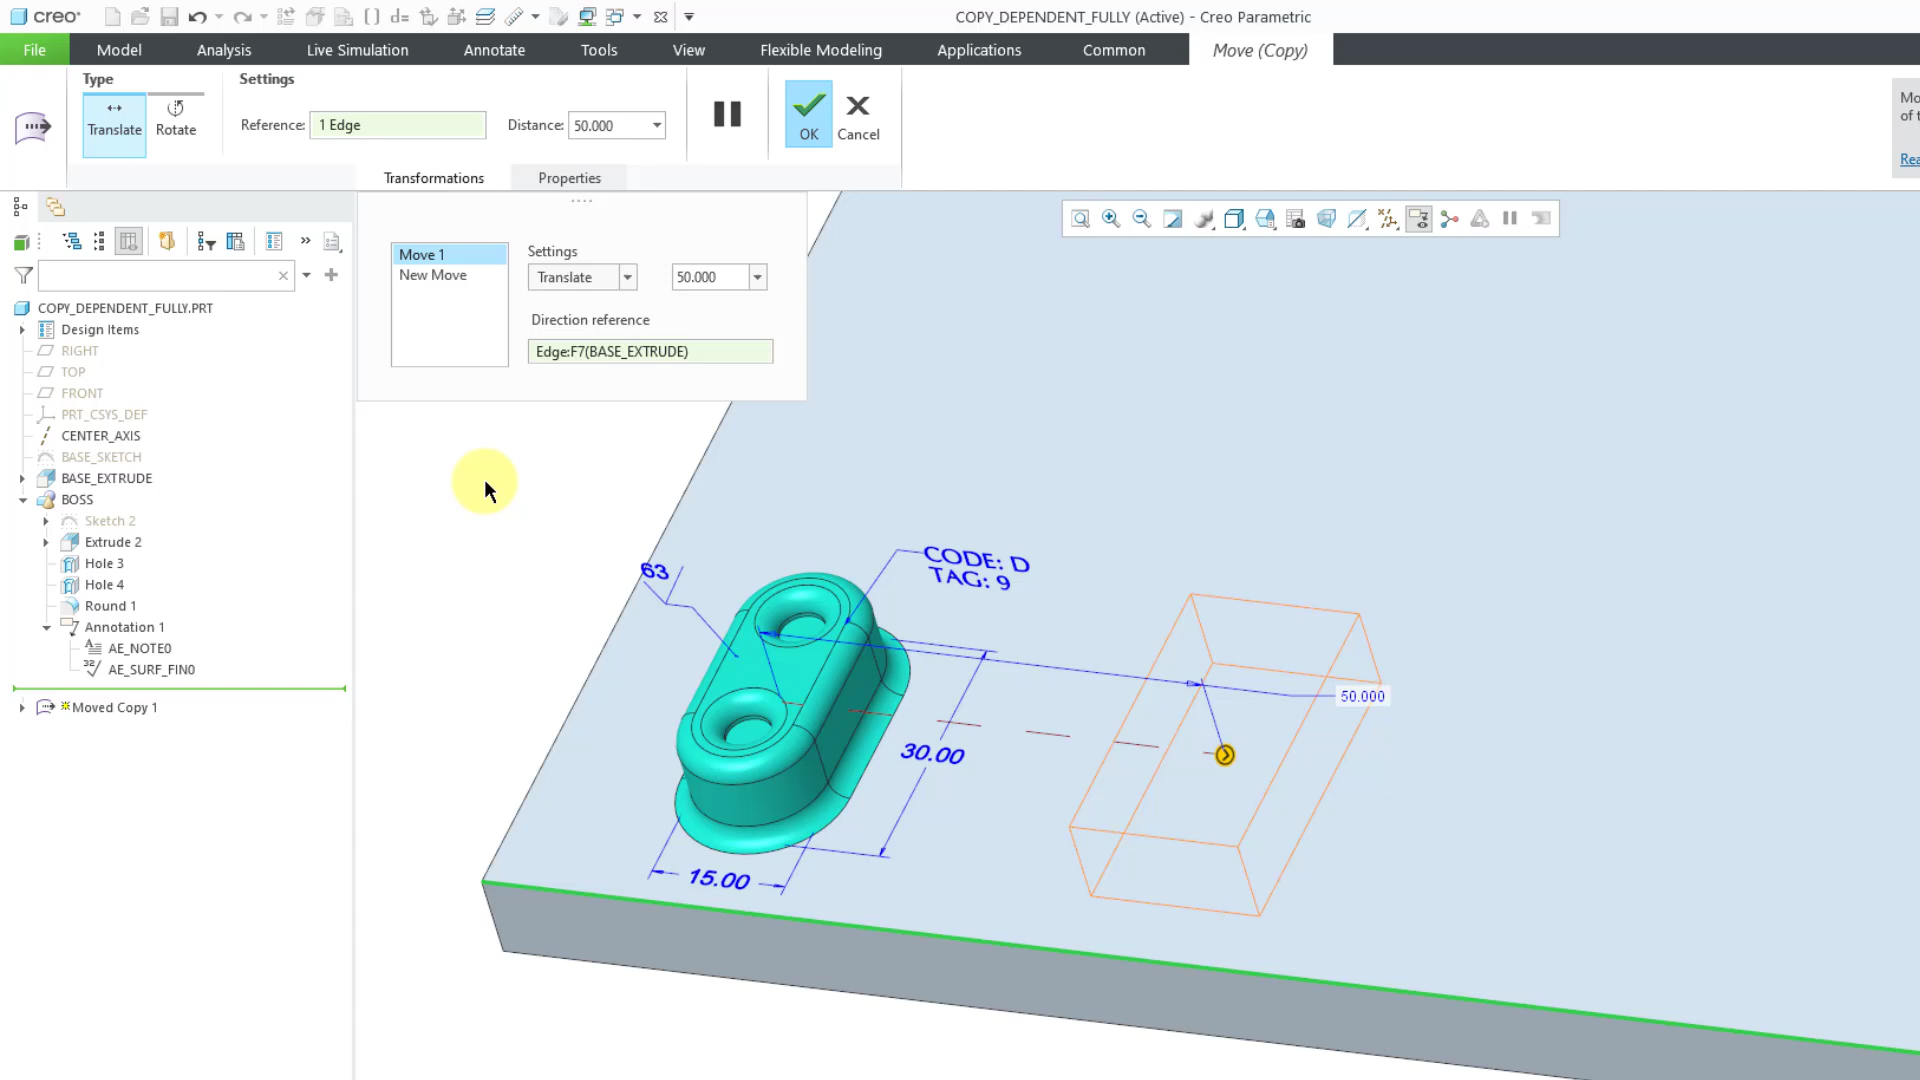 creo
COPY_DEPENDENT_FULLY (Active) - Creo Parametric
File
Model
Analysis
Live Simulation
Annotate
Tools
View
Flexible Modeling
Applications
Common
Move (Copy)
Type
Settings
Translate
Rotate
Reference:
1 Edge
Distance:
50.000
OK
Cancel
Mo
of t
Rea
Transformations
Properties
Move 1
New Move
Settings
Translate
50.000
Direction reference
Edge:F7(BASE_EXTRUDE)
COPY_DEPENDENT_FULLY.PRT
Design Items
RIGHT
TOP
FRONT
PRT_CSYS_DEF
CENTER_AXIS
BASE_SKETCH
BASE_EXTRUDE
BOSS
Sketch 2
Extrude 2
Hole 3
Hole 4
Round 1
Annotation 1
AE_NOTE0
AE_SURF_FIN0
Moved Copy 1
63
CODE: D
TAG: 9
50.000
30.00
15.00